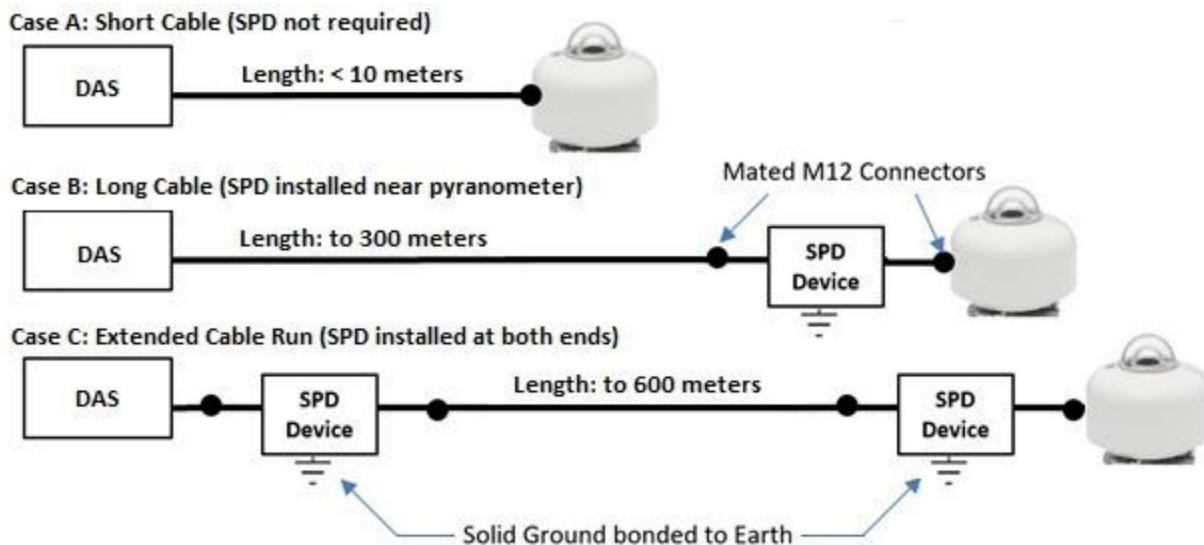 Case A: Short Cable (SPD not required)
DAS
Length: < 10 meters
Case B: Long Cable (SPD installed near pyranometer)
Mated M12 Connectors
DAS
Length: to 300 meters
SPD
Device
Case C: Extended Cable Run (SPD installed at both ends)
DAS
SPD
Device
Length: to 600 meters
SPD
Device
Solid Ground bonded to Earth